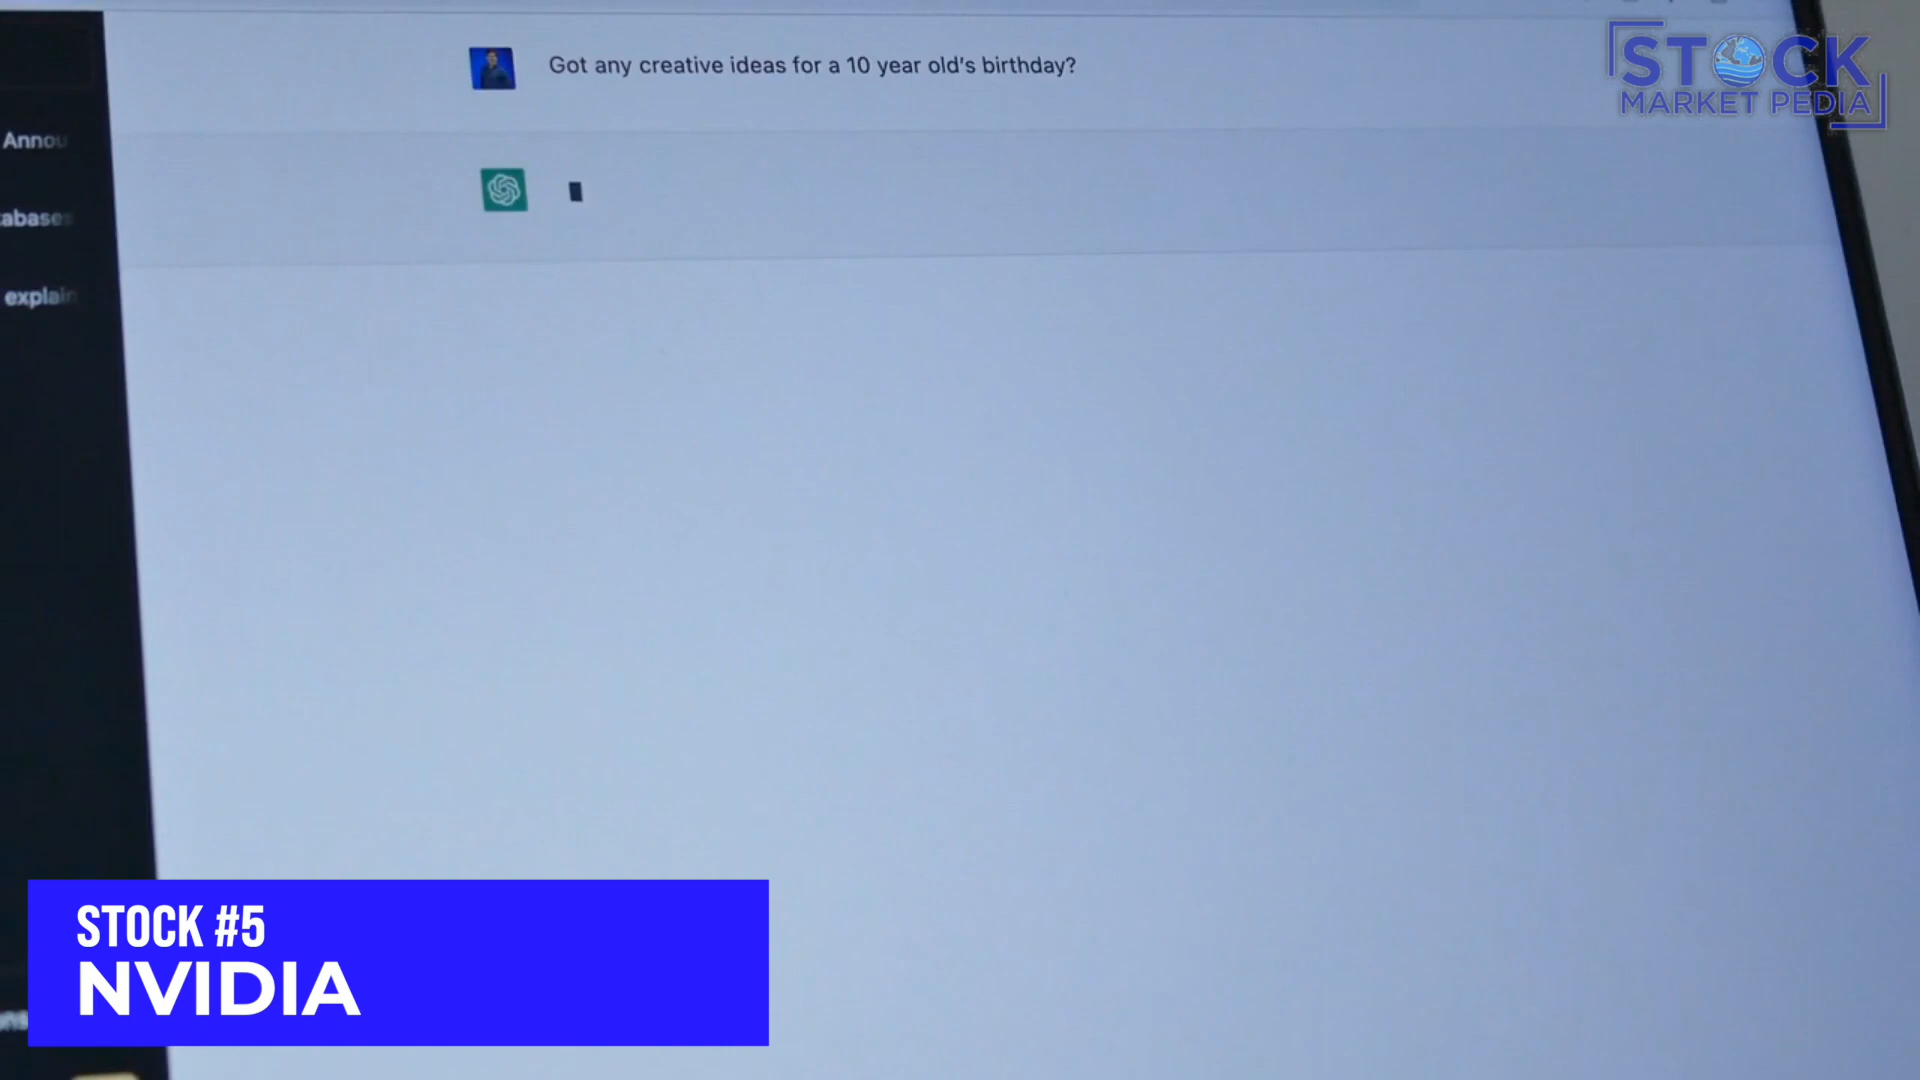 Got any creative ideas for a 10 year old's birthday?
STOCK
MARKET PEDIA
STOCK #5
NVIDIA